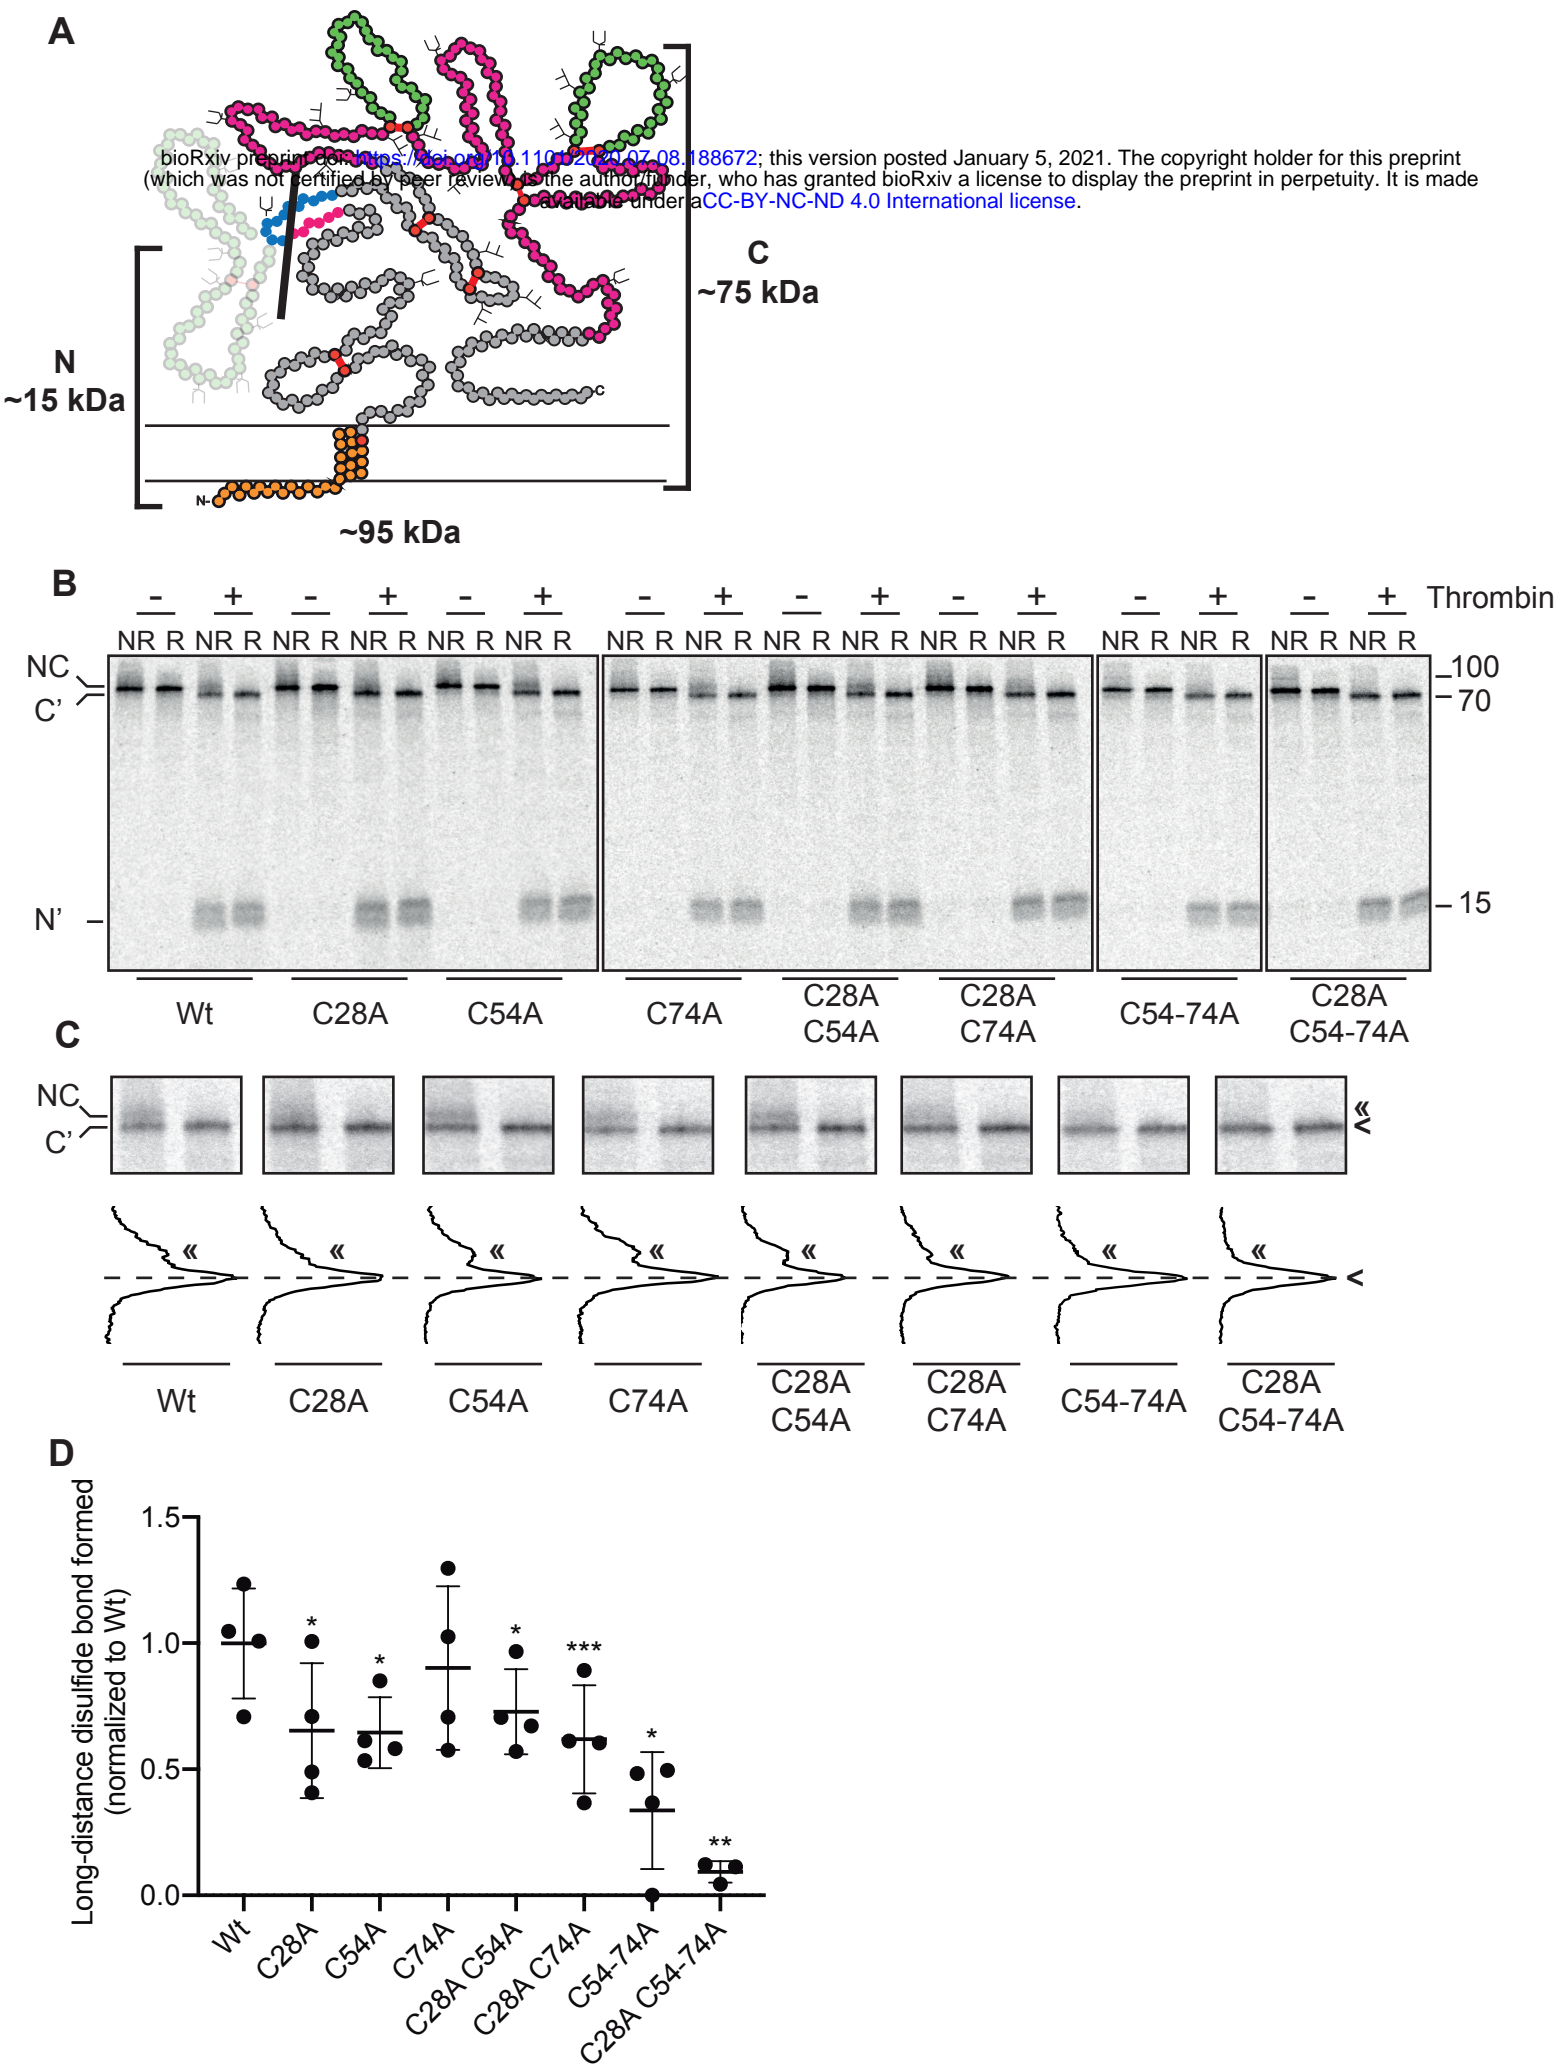 A
bioRxiv preprint doi: https://doi.org/10.1101/2020.07.08.188672; this version posted January 5, 2021. The copyright holder for this preprint
(which was not certified by peer review) is the author/funder, who has granted bioRxiv a license to display the preprint in perpetuity. It is made
available under aCC-BY-NC-ND 4.0 International license.
C
~75 kDa
N
~15 kDa
C
N-
~95 kDa
B
- + - + - + - + - + - + - + - + Thrombin
NR R NR R NR R NR R NR R NR R NR R NR R NR R NR R NR R NR R NR R NR R NR R NR R
NC
C'
100
70
N'
15
Wt C28A C54A C74A C28A C54A C28A C74A C54-74A C28A C54-74A
C
NC
C'
«
<
« « « « « « « «
<
Wt C28A C54A C74A C28A C54A C28A C74A C54-74A C28A C54-74A
D
Long-distance disulfide bond formed
(normalized to Wt)
1.5
1.0
0.5
0.0
* * * *** * **
Wt
C28A
C54A
C74A
C28A C54A
C28A C74A
C54-74A
C28A C54-74A